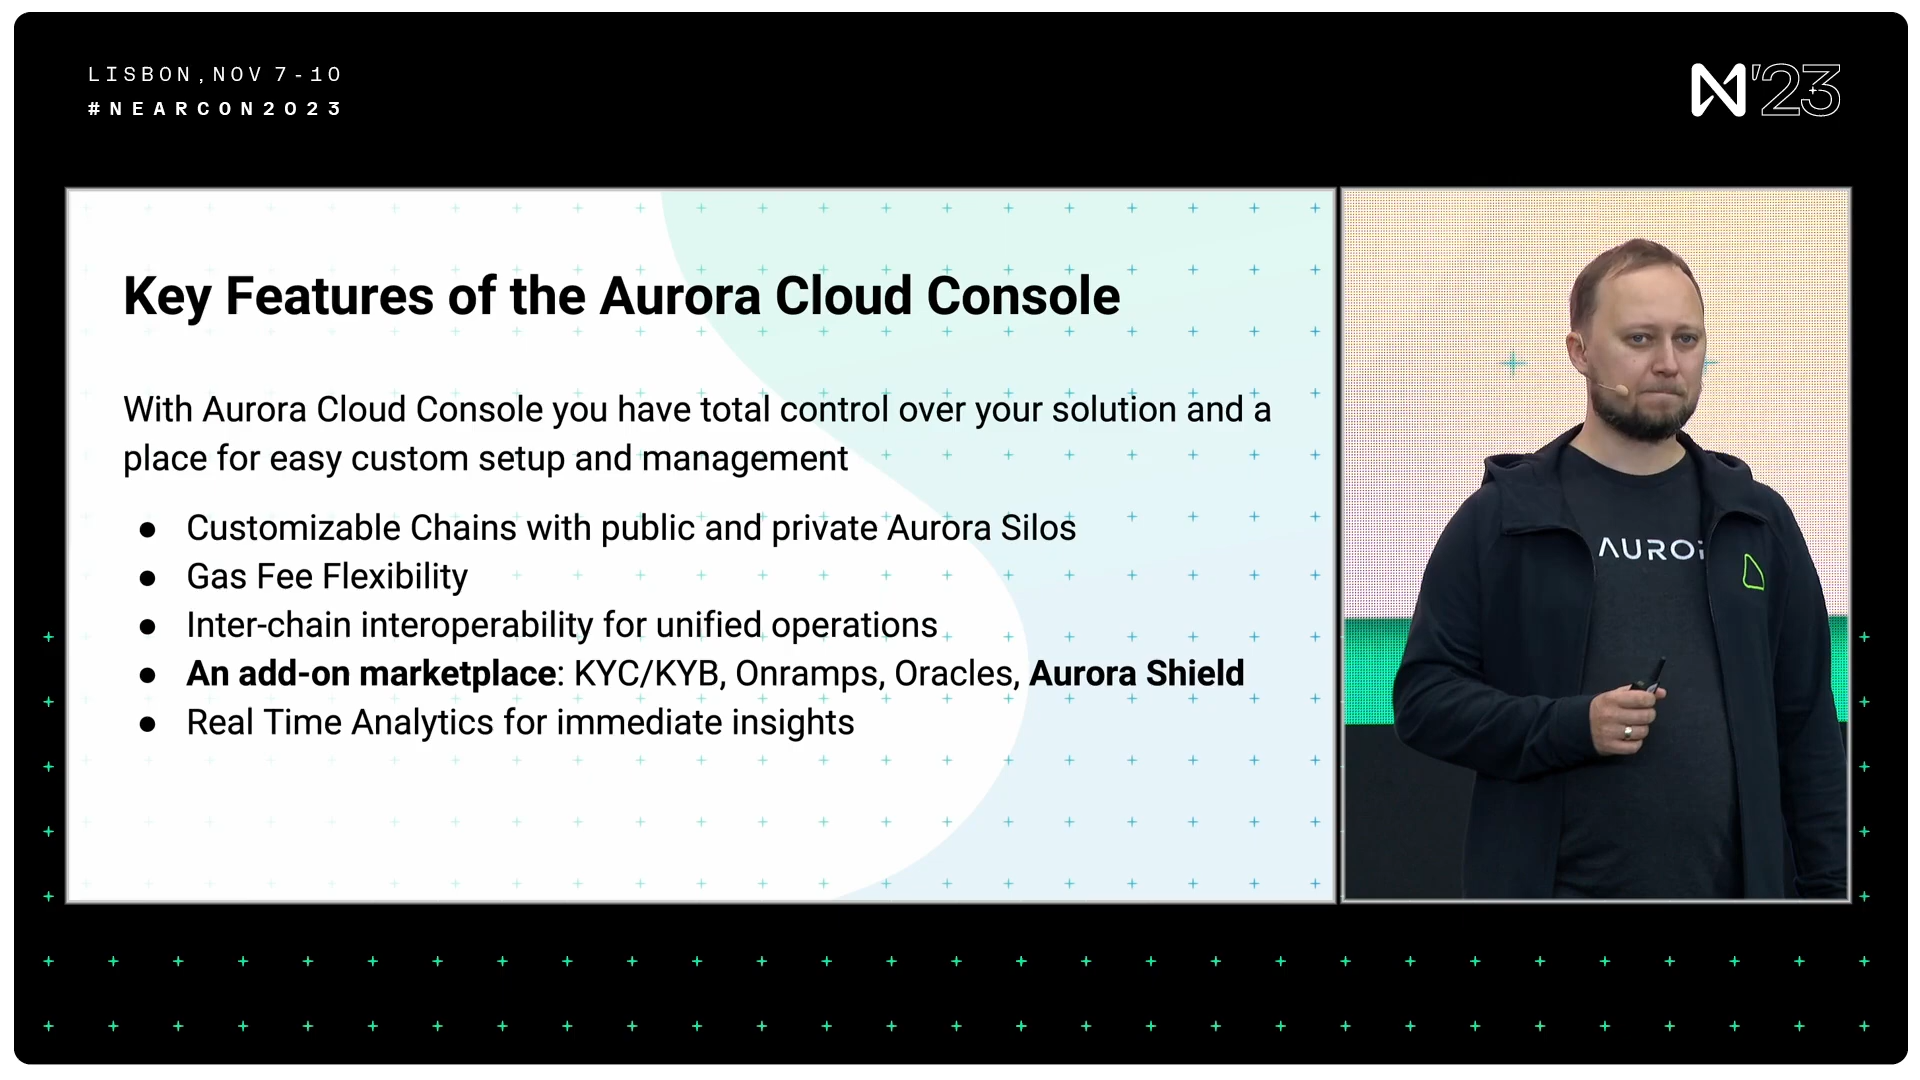 LISBON, NOV 7-10
#NEARCON2023
N'23
Key Features of the Aurora Cloud Console
With Aurora Cloud Console you have total control over your solution and a
place for easy custom setup and management
● Customizable Chains with public and private Aurora Silos
● Gas Fee Flexibility
● Inter-chain interoperability for unified operations
● An add-on marketplace: KYC/KYB, Onramps, Oracles, Aurora Shield
● Real Time Analytics for immediate insights
AUROR